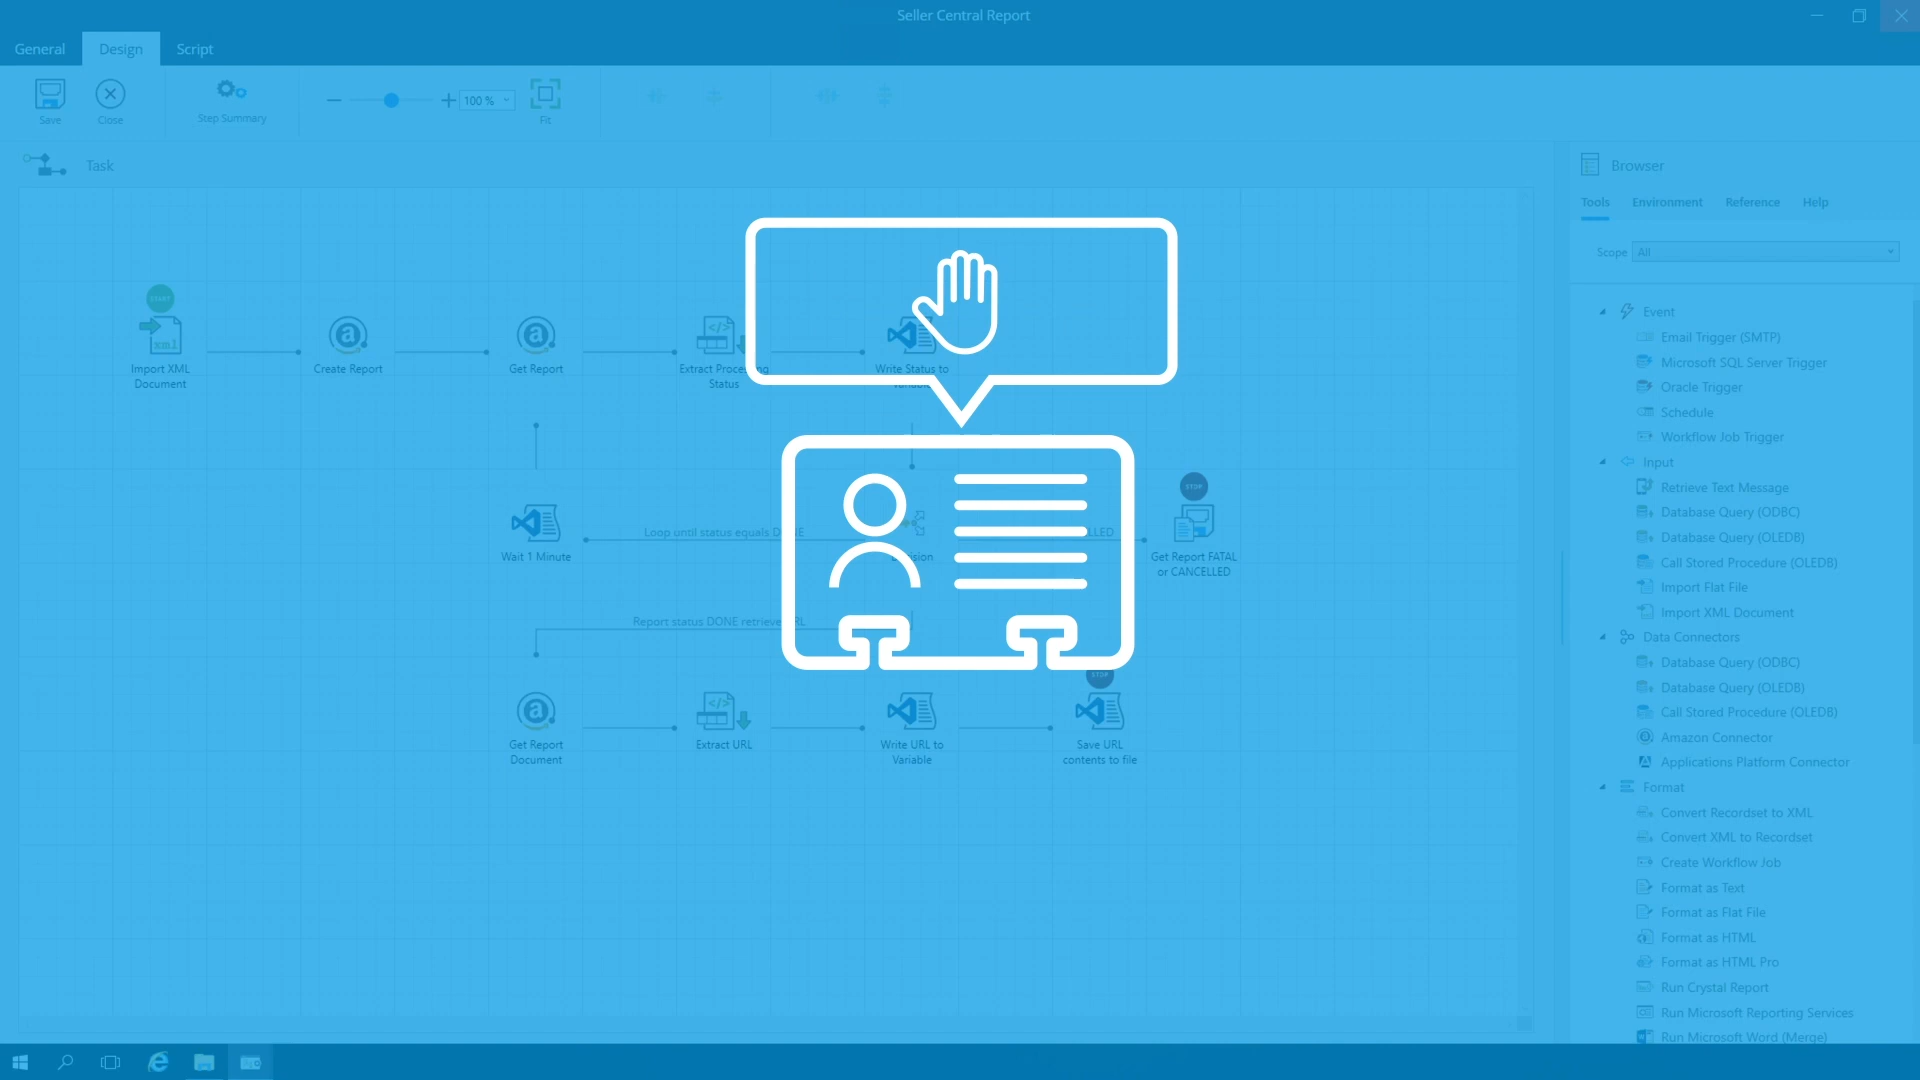 Seller Central Report
General
Design
Script
Save
Close
Step Summary
100 %
Fit
Task
START
xml
Import XML
Document
Create Report
Get Report
Status
Write Status to
Wait 1 Minute
Loop until status equals
STOP
Get Report FATAL
or CANCELLED
Report status DONE
STOP
Get Report
Document
Extract URL
Write URL to
Variable
Save URL
contents to file
Browser
Tools
Environment
Reference
Help
Scope
All
Event
Email Trigger (SMTP)
Microsoft SQL Server Trigger
Oracle Trigger
Schedule
Workflow Job Trigger
Input
Retrieve Text Message
Database Query (ODBC)
Database Query (OLEDB)
Call Stored Procedure (OLEDB)
Import Flat File
Import XML Document
Data Connectors
Database Query (ODBC)
Database Query (OLEDB)
Call Stored Procedure (OLEDB)
Amazon Connector
Applications Platform Connector
Format
Convert Recordset to XML
Convert XML to Recordset
Create Workflow Job
Format as Text
Format as Flat File
Format as HTML
Format as HTML Pro
Run Crystal Report
Run Microsoft Reporting Services
Run Microsoft Word (Merge)